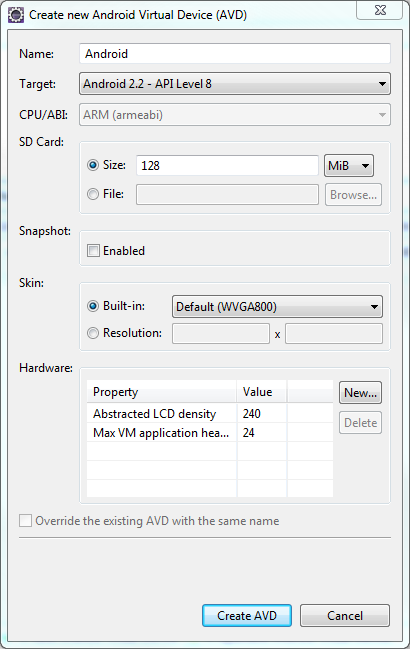 Create new Android Virtual Device (AVD)
Name: Android
Target: Android 2.2 - API Level 8
CPU/ABI: ARM (armeabi)
SD Card:
Size: 128 MiB
File: Browse...
Snapshot:
Enabled
Skin:
Built-in: Default (WVGA800)
Resolution: x
Hardware:
Property Value New...
Abstracted LCD density 240 Delete
Max VM application hea... 24
Override the existing AVD with the same name
Create AVD Cancel